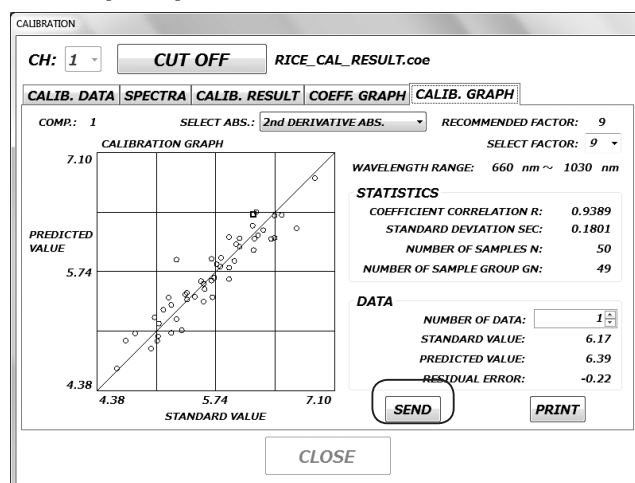 CALIBRATION
CH: 1 CUT OFF RICE_CAL_RESULT.coe
CALIB. DATA SPECTRA CALIB. RESULT COEFF. GRAPH CALIB. GRAPH
COMP.: 1 SELECT ABS.: 2nd DERIVATIVE ABS. RECOMMENDED FACTOR: 9
SELECT FACTOR: 9
CALIBRATION GRAPH
7.10
PREDICTED
VALUE
5.74
4.38
4.38 5.74 7.10
STANDARD VALUE
WAVELENGTH RANGE: 660 nm~ 1030 nm
STATISTICS
COEFFICIENT CORRELATION R: 0.9389
STANDARD DEVIATION SEC: 0.1801
NUMBER OF SAMPLES N: 50
NUMBER OF SAMPLE GROUP GN: 49
DATA
NUMBER OF DATA: 1
STANDARD VALUE: 6.17
PREDICTED VALUE: 6.39
RESIDUAL ERROR: -0.22
SEND PRINT
CLOSE